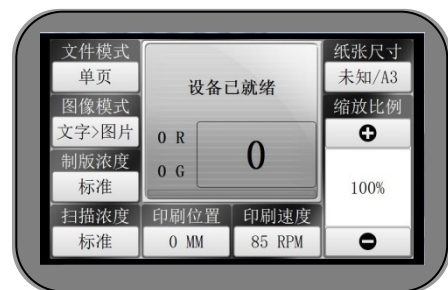 文件模式
单页
图像模式
文字>图片
制版浓度
标准
扫描浓度
标准
设备已就绪
0 R
0 G
0
印刷位置
0 MM
印刷速度
85 RPM
纸张尺寸
未知/A3
缩放比例
100%